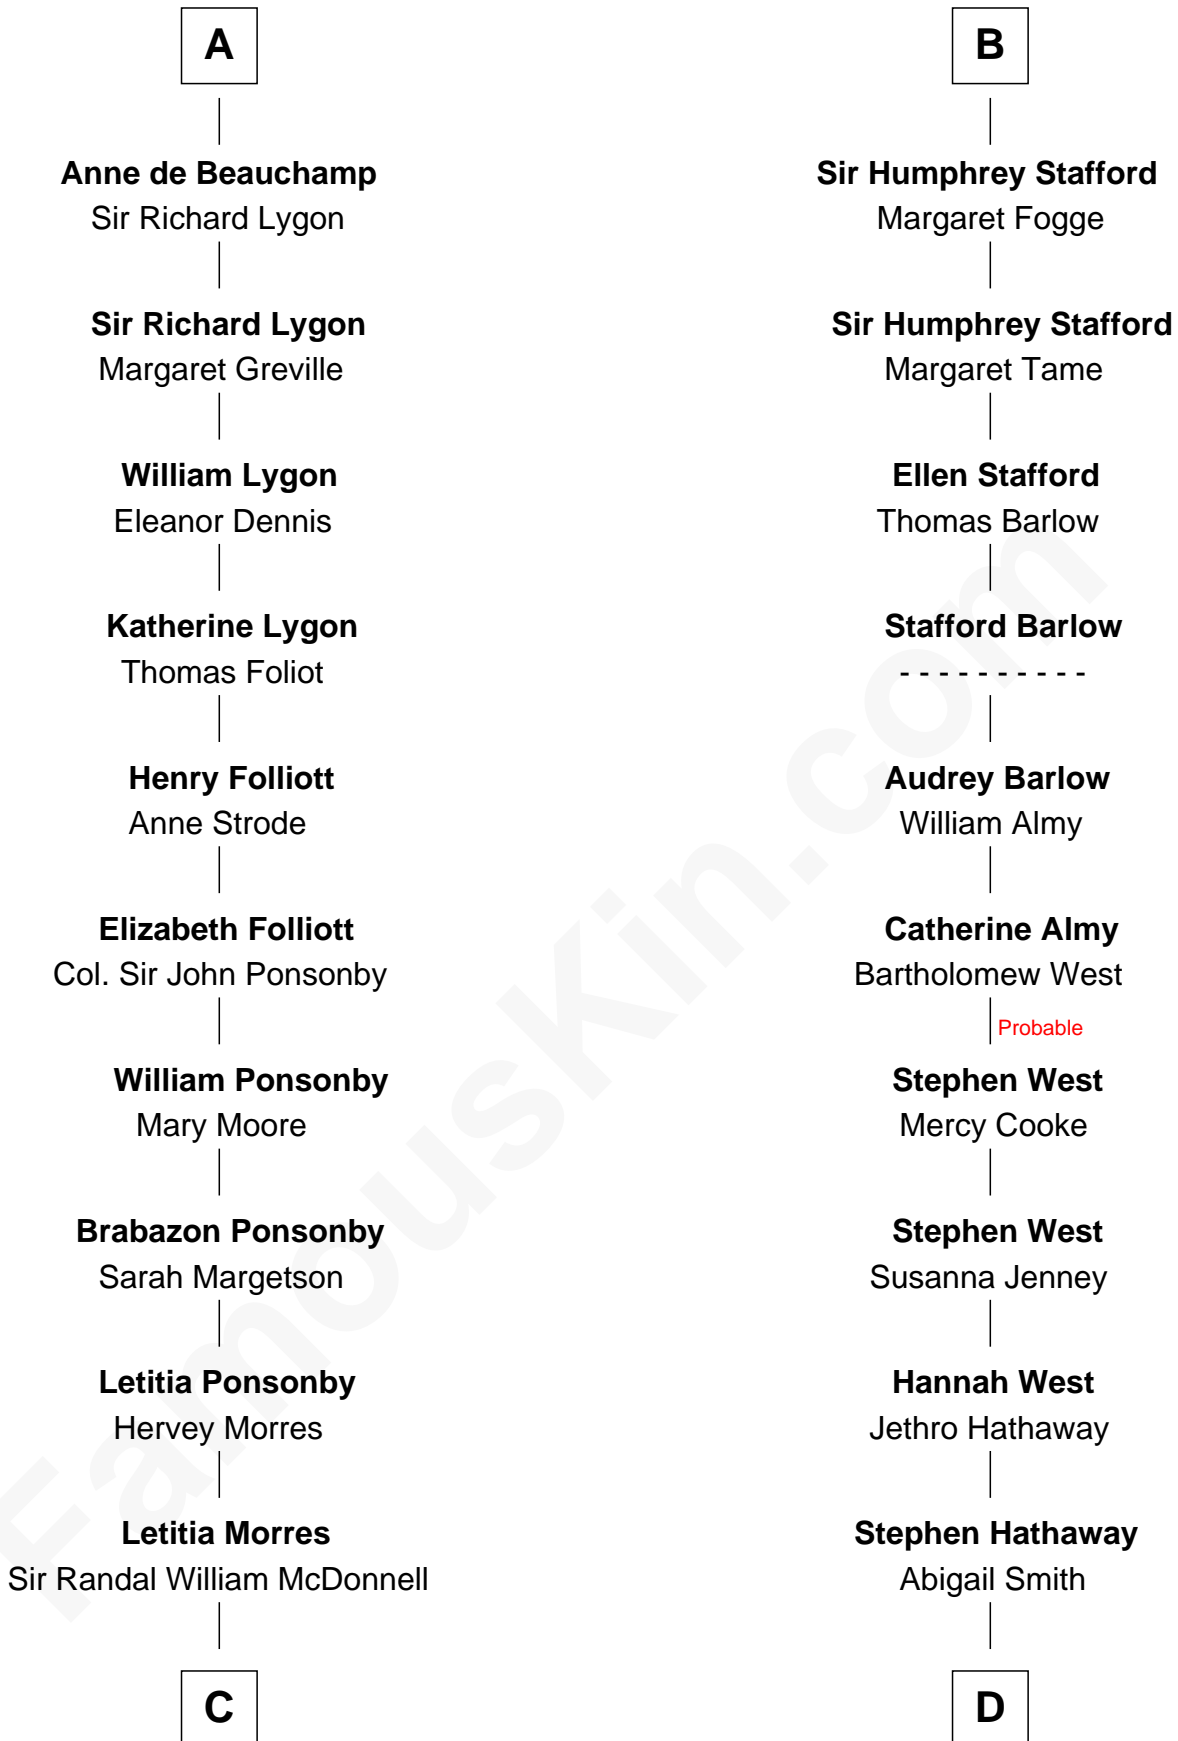 A
Anne de Beauchamp
Sir Richard Lygon
Sir Richard Lygon
Margaret Greville
William Lygon
Eleanor Dennis
Katherine Lygon
Thomas Foliot
Henry Folliott
Anne Strode
Elizabeth Folliott
Col. Sir John Ponsonby
William Ponsonby
Mary Moore
Brabazon Ponsonby
Sarah Margetson
Letitia Ponsonby
Hervey Morres
Letitia Morres
Sir Randal William McDonnell
C
B
Sir Humphrey Stafford
Margaret Fogge
Sir Humphrey Stafford
Margaret Tame
Ellen Stafford
Thomas Barlow
Stafford Barlow
- - - - - - - - - -
Audrey Barlow
William Almy
Catherine Almy
Bartholomew West
Probable
Stephen West
Mercy Cooke
Stephen West
Susanna Jenney
Hannah West
Jethro Hathaway
Stephen Hathaway
Abigail Smith
D
FamousKin.com